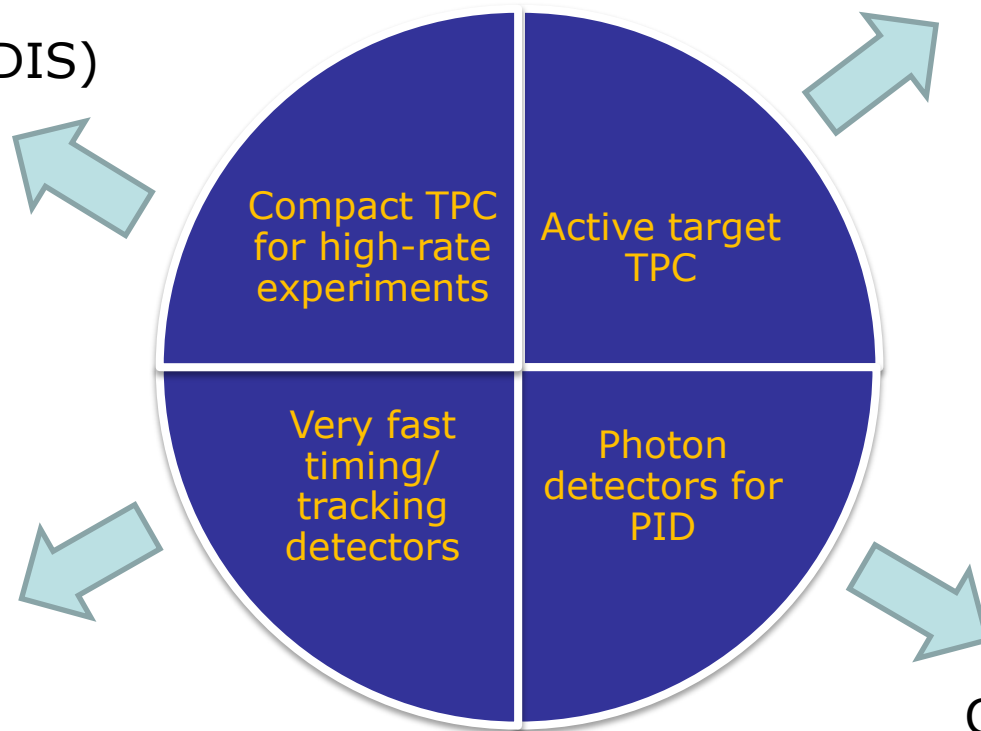 DIS)
Compact TPC
for high-rate
experiments
Active target
TPC
Very fast
timing/
tracking
detectors
Photon
detectors for
PID